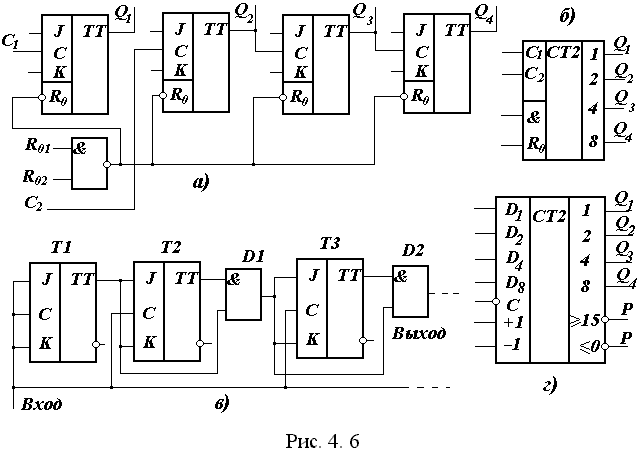 Q1 Q2 Q3 Q4
J TT J TT J TT J TT
C1 C C C C
K K K K
R0 R0 R0 R0
R01 &
R02
C2
а)
б)
C1 CT2 1 Q1
C2 2 Q2
& 4 Q3
R0 8 Q4
T1 T2 D1 T3 D2
J TT J TT & J TT &
C C C
K K K
Выход
Вход
в)
D1 CT2 1 Q1
D2 2 Q2
D4 4 Q3
D8 8 Q4
C
+1 ≥15 P
−1 ≤0 P
г)
Рис. 4. 6